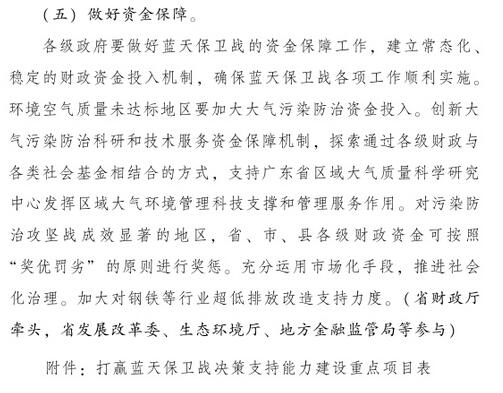 （五）做好资金保障。
各级政府要做好蓝天保卫战的资金保障工作，建立常态化、
稳定的财政资金投入机制，确保蓝天保卫战各项工作顺利实施。
环境空气质量未达标地区要加大大气污染防治资金投入。创新大
气污染防治科研和技术服务资金保障机制，探索通过各级财政与
各类社会基金相结合的方式，支持广东省区域大气质量科学研究
中心发挥区域大气环境管理科技支撑和管理服务作用。对污染防
治攻坚战成效显著的地区，省、市、县各级财政资金可按照
“奖优罚劣”的原则进行奖惩。充分运用市场化手段，推进社会
化治理。加大对钢铁等行业超低排放改造支持力度。（省财政厅
牵头，省发展改革委、生态环境厅、地方金融监管局等参与）
附件：打赢蓝天保卫战决策支持能力建设重点项目表